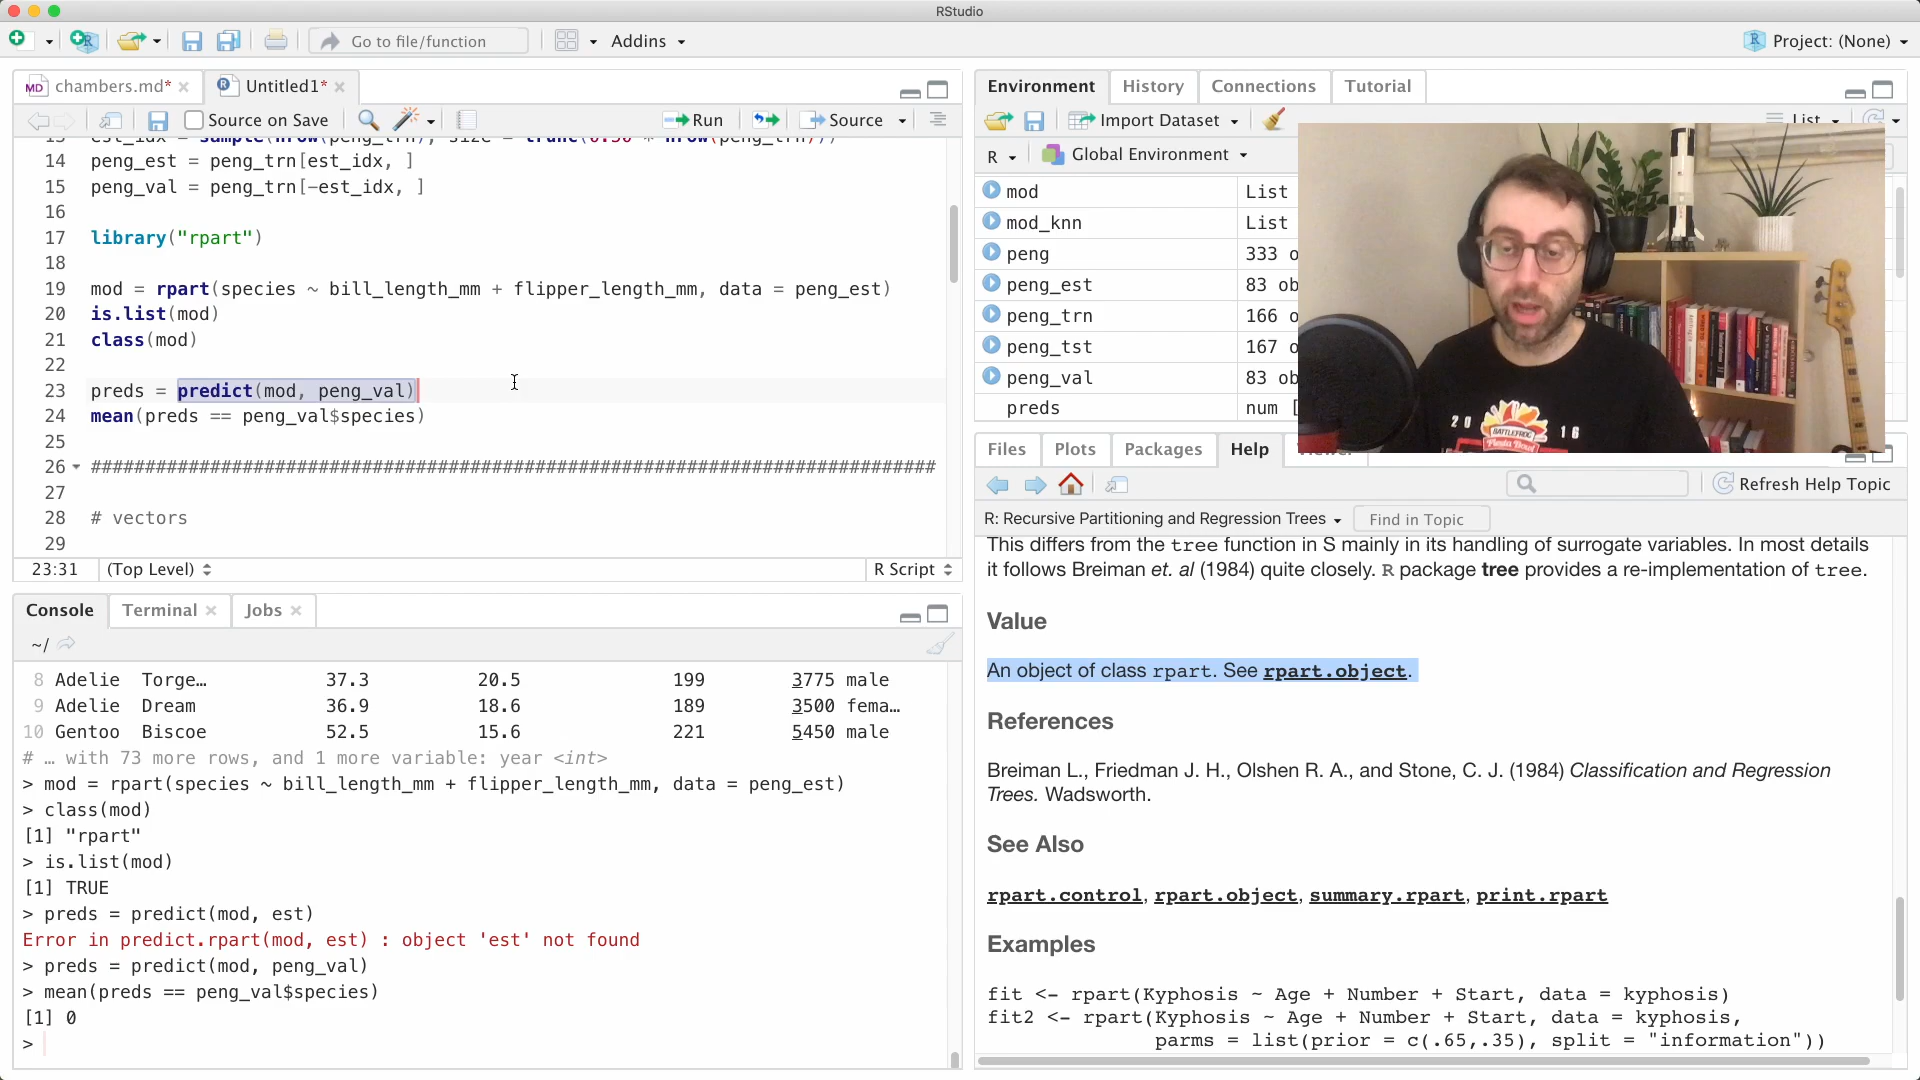 RStudio
Go to file/function
Addins
Project: (None)
MD chambers.md*
Untitled1*
Source on Save
Run
Source
14 peng_est = peng_trn[est_idx, ]
15 peng_val = peng_trn[-est_idx, ]
16
17 library("rpart")
18
19 mod = rpart(species ~ bill_length_mm + flipper_length_mm, data = peng_est)
20 is.list(mod)
21 class(mod)
22
23 preds = predict(mod, peng_val)
24 mean(preds == peng_val$species)
25
26 ##############################################################################
27
28 # vectors
29
23:31 (Top Level) R Script
Console Terminal Jobs
~/
8 Adelie Torge… 37.3 20.5 199 3775 male
9 Adelie Dream 36.9 18.6 189 3500 fema…
10 Gentoo Biscoe 52.5 15.6 221 5450 male
# … with 73 more rows, and 1 more variable: year <int>
> mod = rpart(species ~ bill_length_mm + flipper_length_mm, data = peng_est)
> class(mod)
[1] "rpart"
> is.list(mod)
[1] TRUE
> preds = predict(mod, est)
Error in predict.rpart(mod, est) : object 'est' not found
> preds = predict(mod, peng_val)
> mean(preds == peng_val$species)
[1] 0
>
Environment History Connections Tutorial
Import Dataset
List
R Global Environment
mod List
mod_knn List
peng 333 o
peng_est 83 ob
peng_trn 166 o
peng_tst 167 o
peng_val 83 ob
preds num [
20 16
BATTLEFROG
Fiesta Bowl
Files Plots Packages Help
Refresh Help Topic
R: Recursive Partitioning and Regression Trees Find in Topic
This differs from the tree function in S mainly in its handling of surrogate variables. In most details
it follows Breiman et. al (1984) quite closely. R package tree provides a re-implementation of tree.
Value
An object of class rpart. See rpart.object.
References
Breiman L., Friedman J. H., Olshen R. A., and Stone, C. J. (1984) Classification and Regression
Trees. Wadsworth.
See Also
rpart.control, rpart.object, summary.rpart, print.rpart
Examples
fit <- rpart(Kyphosis ~ Age + Number + Start, data = kyphosis)
fit2 <- rpart(Kyphosis ~ Age + Number + Start, data = kyphosis,
parms = list(prior = c(.65,.35), split = "information"))